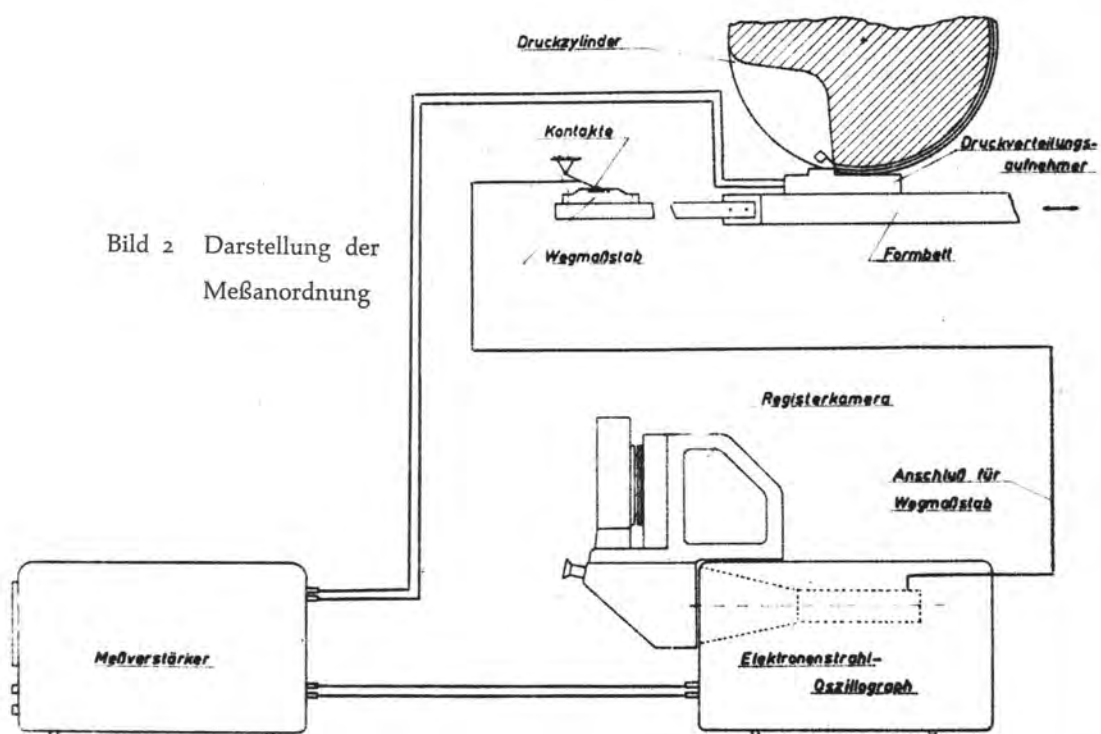 Druckzylinder
Kontakte
Druckverteilungs-
aufnehmer
Wegmaßstab
Formbett
Bild 2 Darstellung der
Meßanordnung
Registerkamera
Anschluß für
Wegmaßstab
Meßverstärker
Elektronenstrahl-
Oszillograph